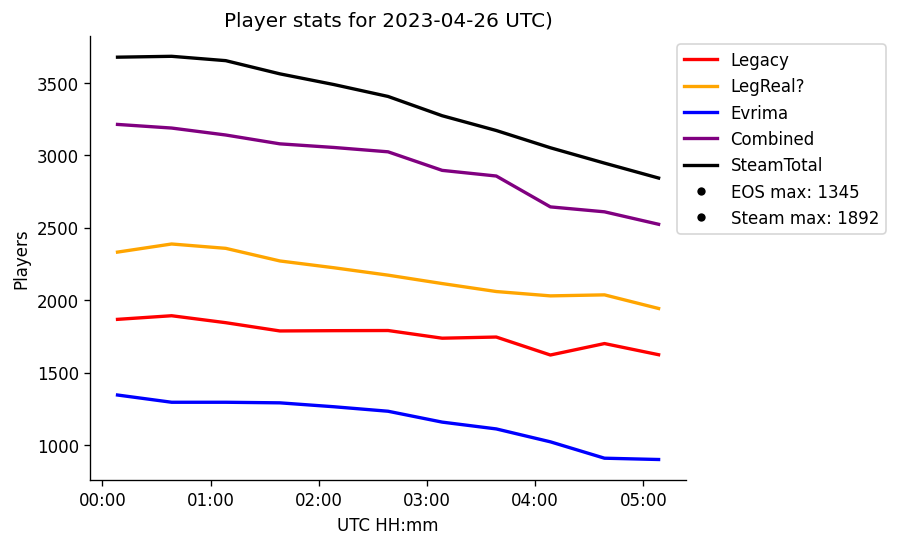 Player stats for 2023-04-26 UTC)
3500
3000
2500
2000
1500
1000
Players
00:00 01:00 02:00 03:00 04:00 05:00
UTC HH:mm
Legacy
LegReal?
Evrima
Combined
SteamTotal
EOS max: 1345
Steam max: 1892